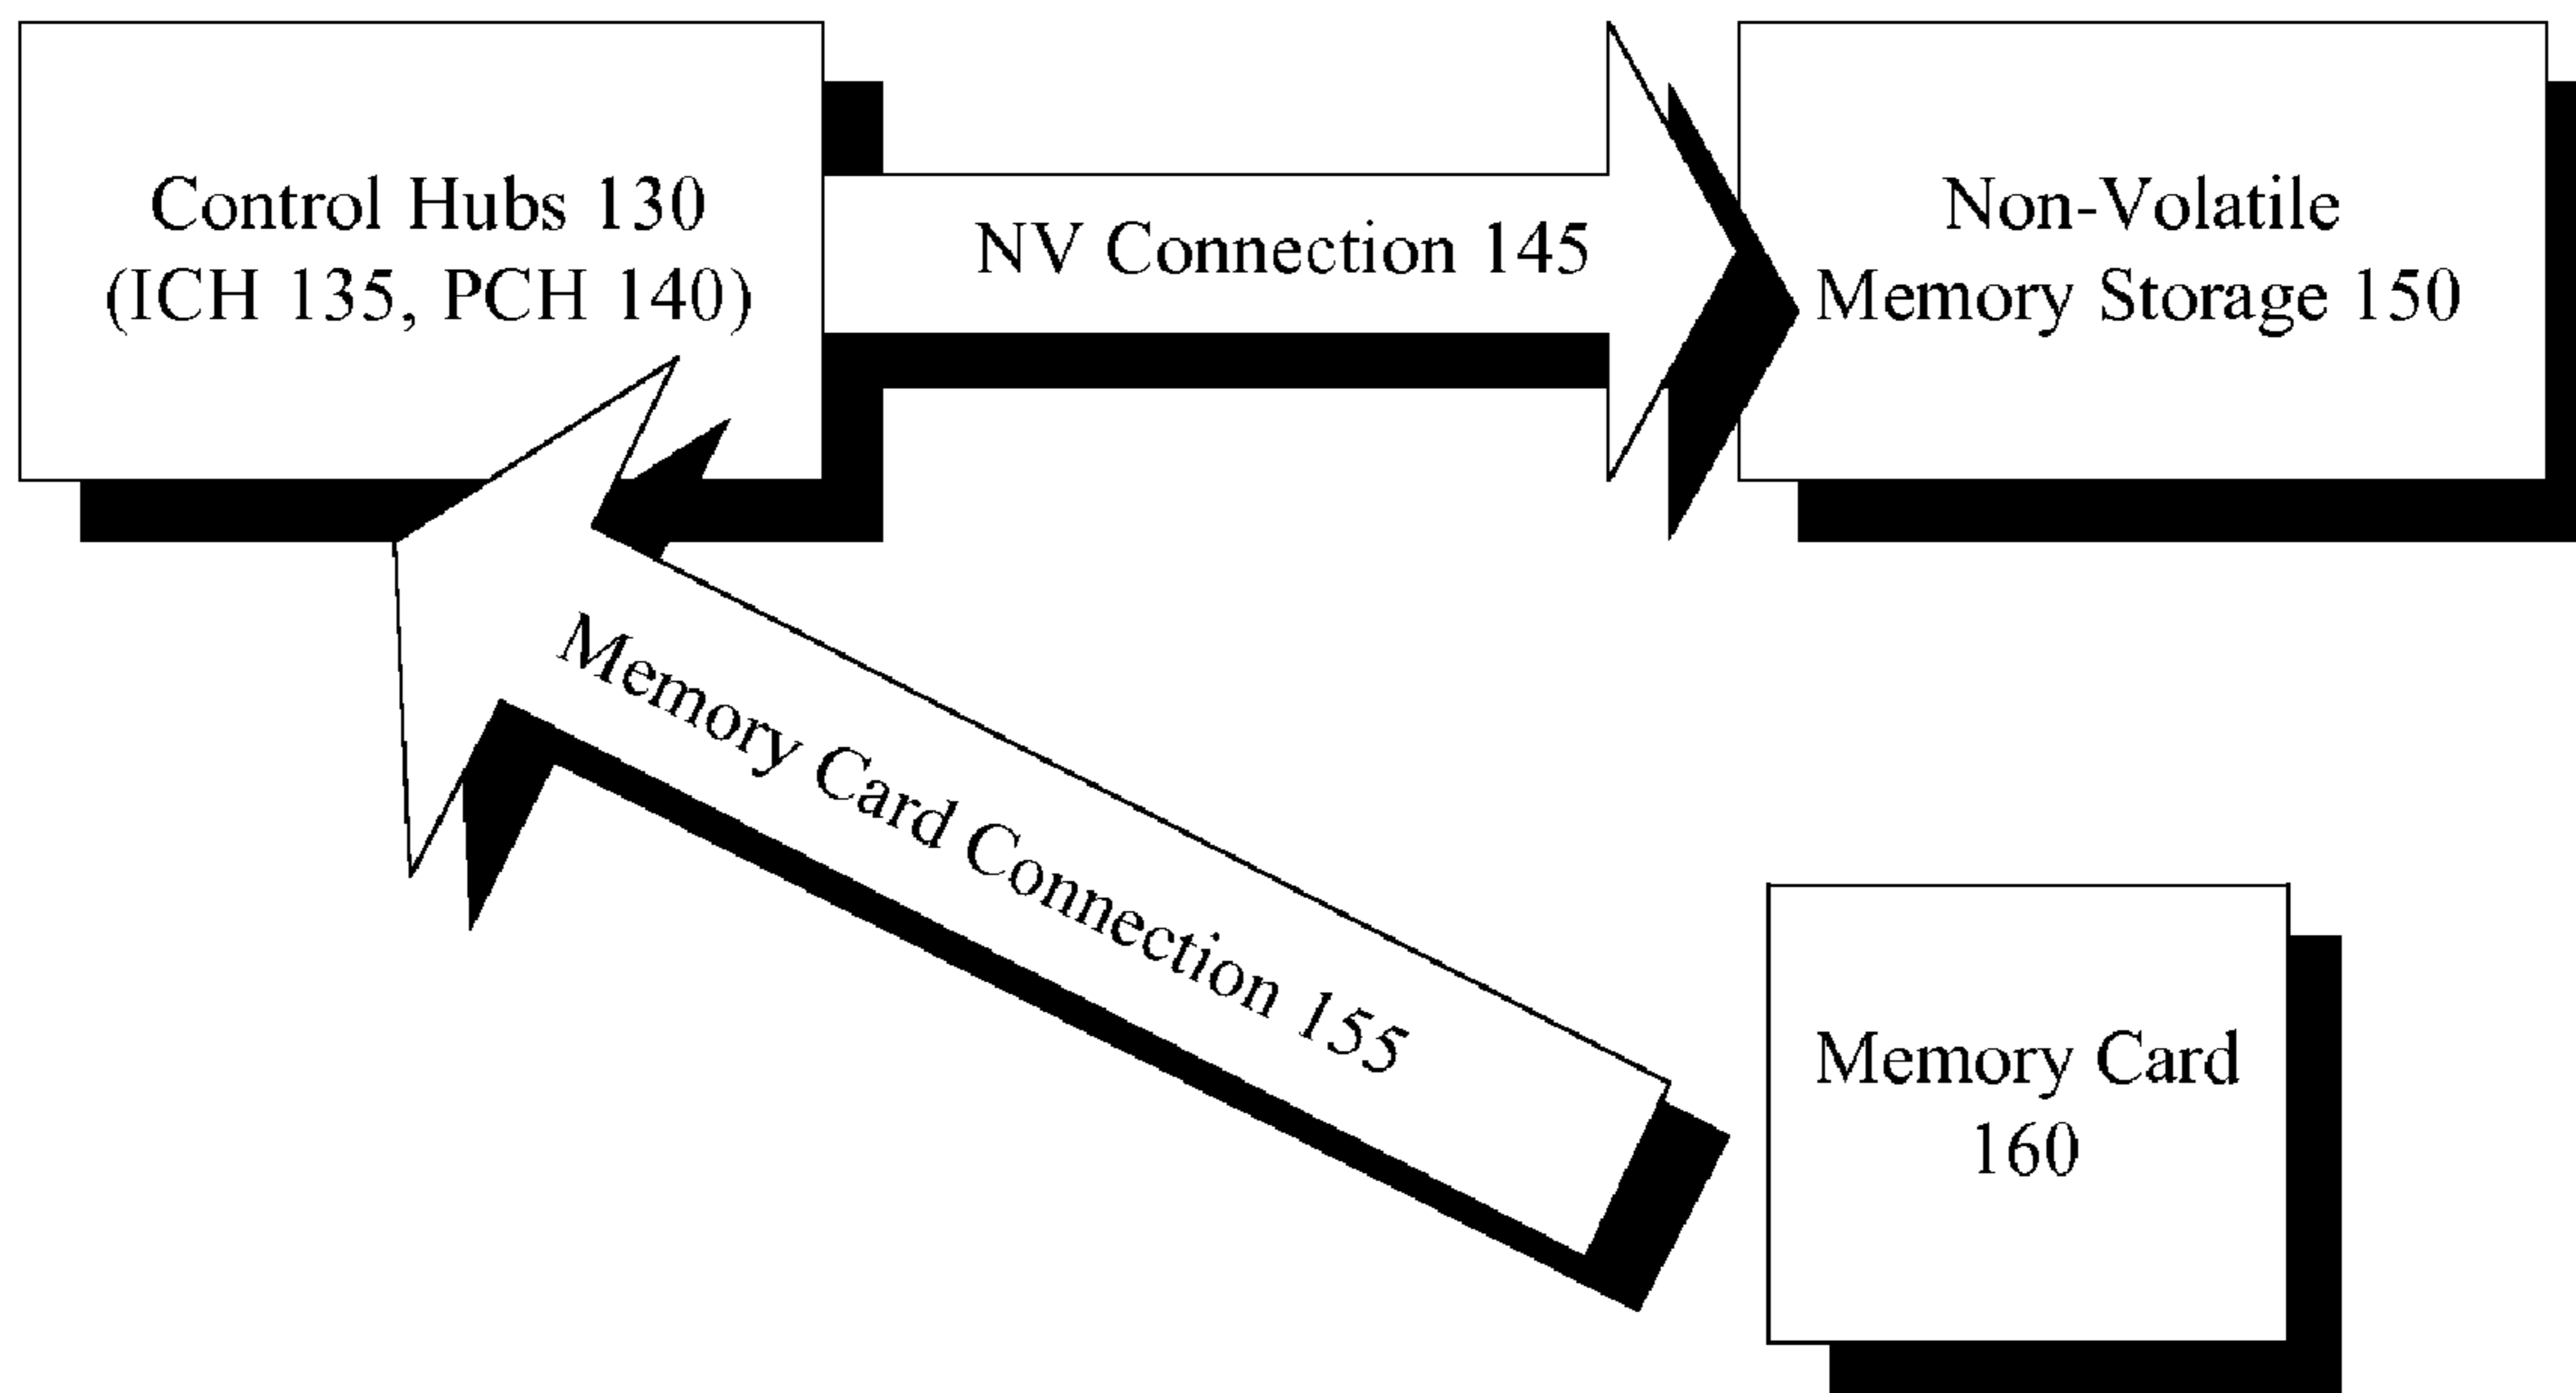 Control Hubs 130
(ICH 135, PCH 140)
NV Connection 145
Non-Volatile
Memory Storage 150
Memory Card Connection 155
Memory Card
160